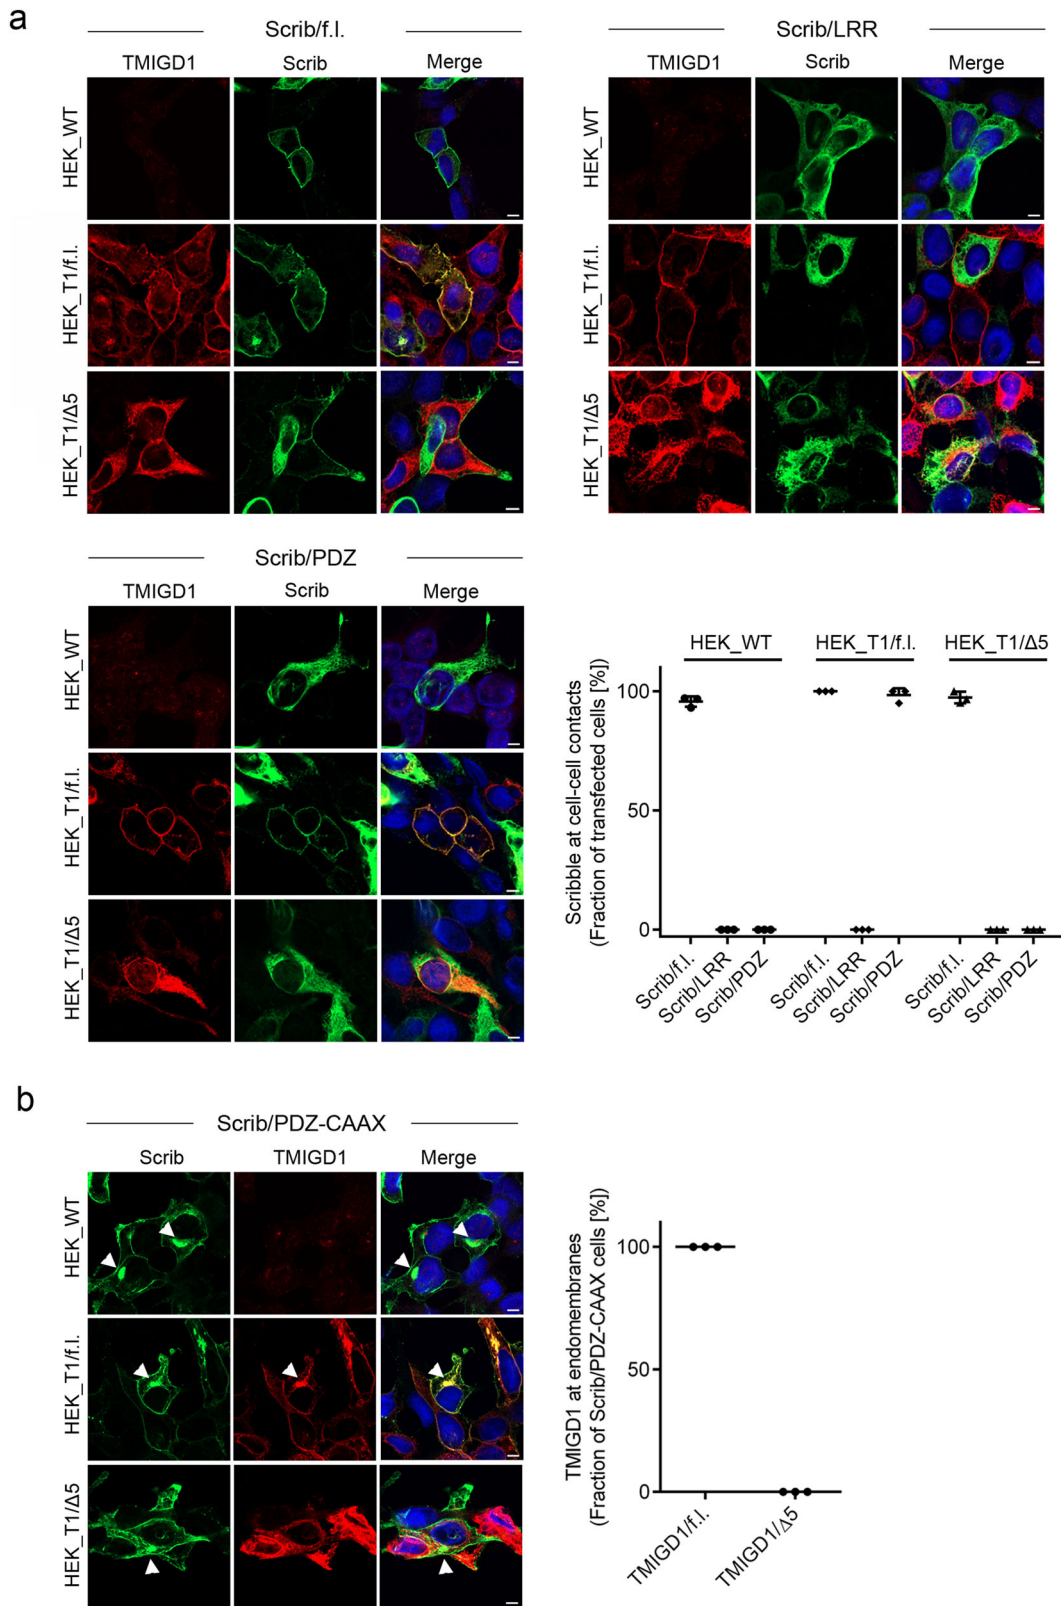 a
Scrib/f.l.
TMIGD1 Scrib Merge
HEK_WT
HEK_T1/f.l.
HEK_T1/Δ5
Scrib/LRR
TMIGD1 Scrib Merge
HEK_WT
HEK_T1/f.l.
HEK_T1/Δ5
Scrib/PDZ
TMIGD1 Scrib Merge
HEK_WT
HEK_T1/f.l.
HEK_T1/Δ5
HEK_WT HEK_T1/f.l. HEK_T1/Δ5
Scribble at cell-cell contacts
(Fraction of transfected cells [%])
100
50
0
Scrib/f.l.
Scrib/LRR
Scrib/PDZ
Scrib/f.l.
Scrib/LRR
Scrib/PDZ
Scrib/f.l.
Scrib/LRR
Scrib/PDZ
b
Scrib/PDZ-CAAX
Scrib TMIGD1 Merge
HEK_WT
HEK_T1/f.l.
HEK_T1/Δ5
TMIGD1 at endomembranes
(Fraction of Scrib/PDZ-CAAX cells [%])
100
50
0
TMIGD1/f.l.
TMIGD1/Δ5